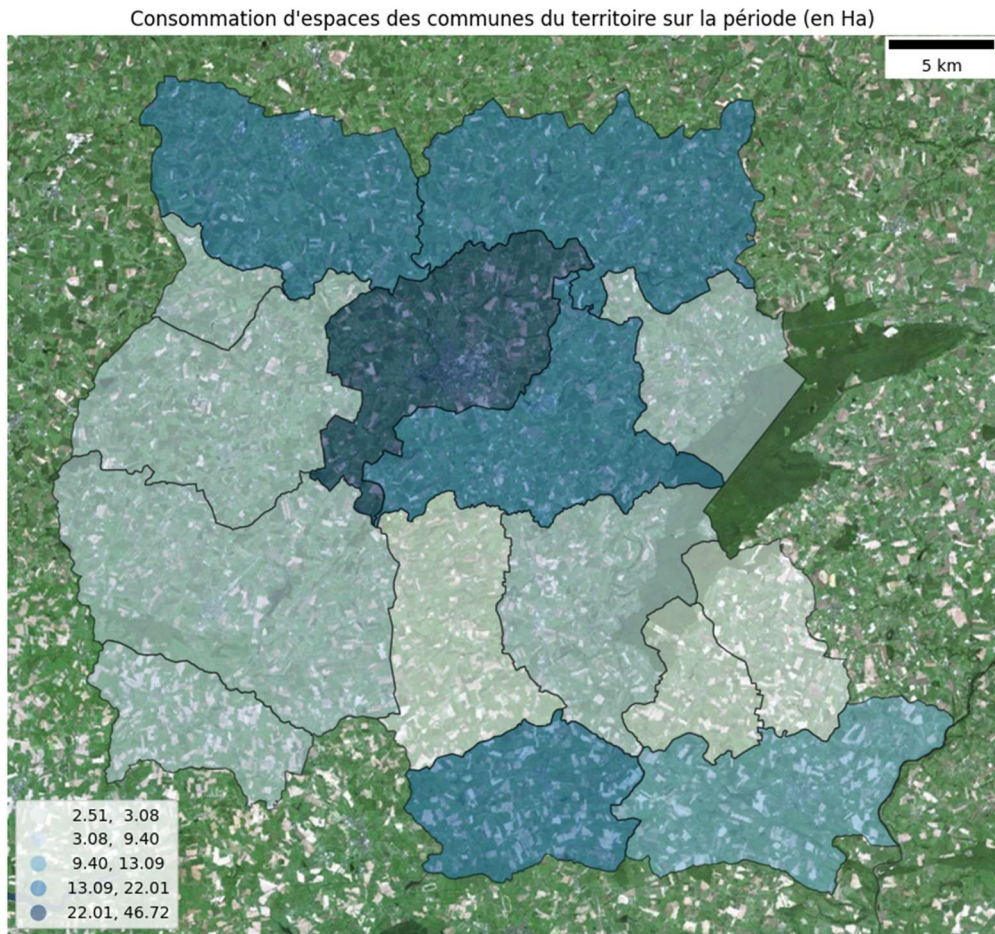 Consommation d'espaces des communes du territoire sur la période (en Ha)
5 km
2.51, 3.08
3.08, 9.40
9.40, 13.09
13.09, 22.01
22.01, 46.72